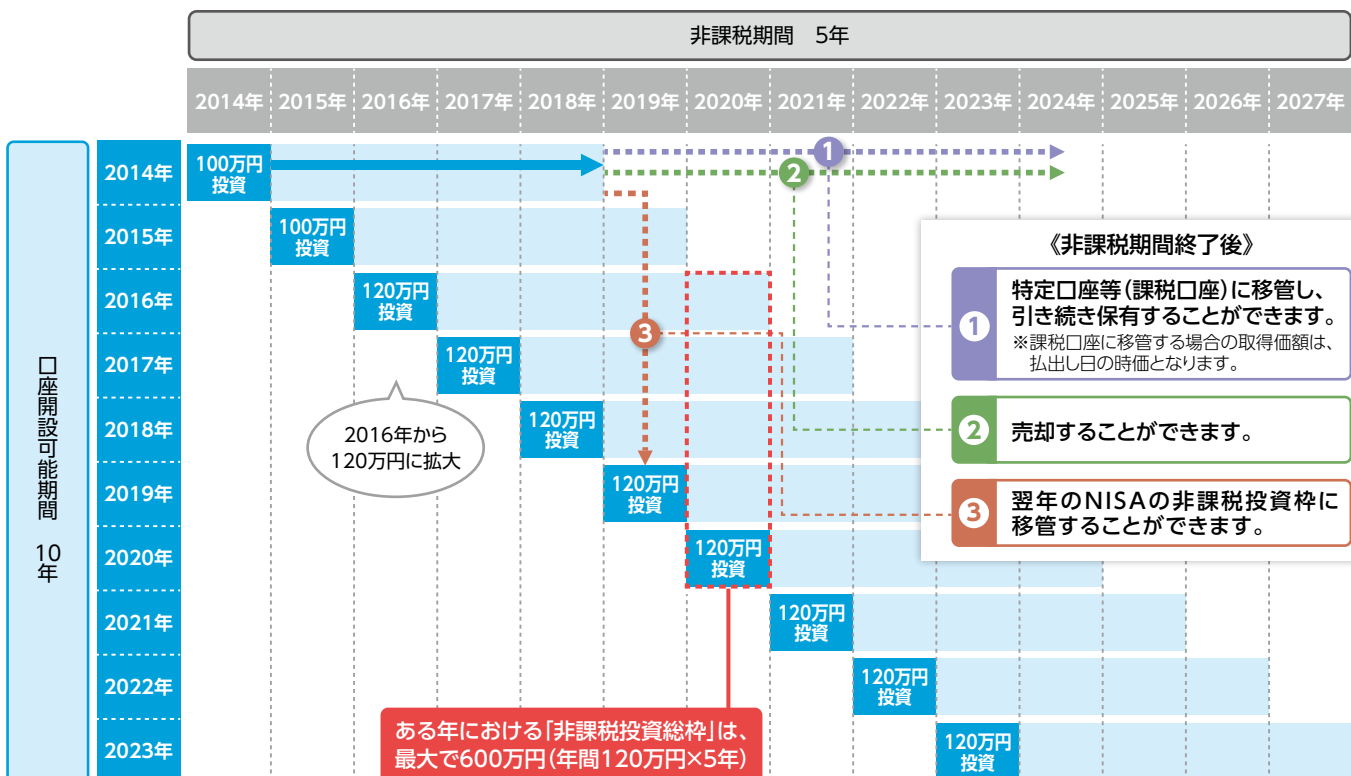 非課税期間　5年
2014年 2015年 2016年 2017年 2018年 2019年 2020年 2021年 2022年 2023年 2024年 2025年 2026年 2027年
口座開設可能期間　10年
2014年
100万円
投資
1
2
2015年
100万円
投資
2016年
120万円
投資
3
2017年
120万円
投資
2016年から
120万円に拡大
2018年
120万円
投資
2019年
120万円
投資
2020年
120万円
投資
2021年
120万円
投資
2022年
120万円
投資
2023年
120万円
投資
《非課税期間終了後》
1
特定口座等(課税口座)に移管し、
引き続き保有することができます。
※課税口座に移管する場合の取得価額は、
払出し日の時価となります。
2
売却することができます。
3
翌年のNISAの非課税投資枠に
移管することができます。
ある年における「非課税投資総枠」は、
最大で600万円(年間120万円×5年)